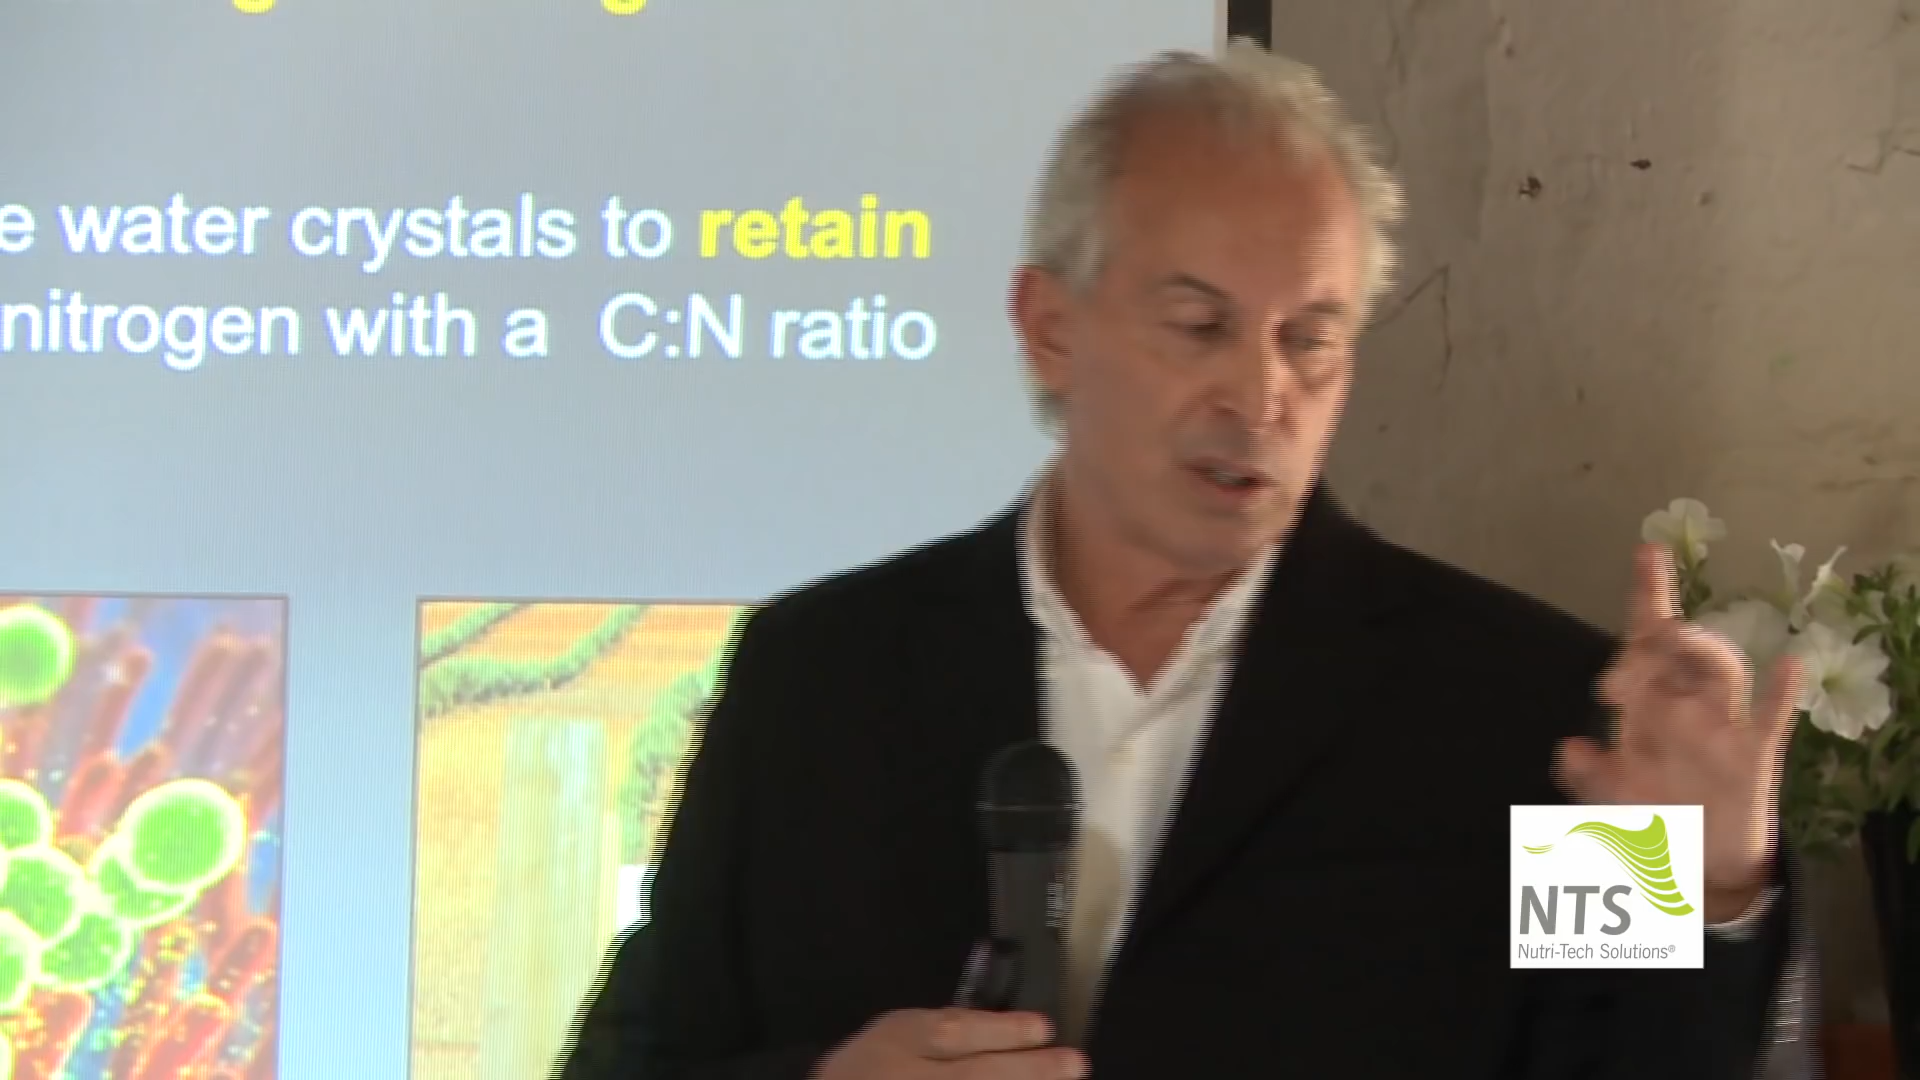 e water crystals to retain
nitrogen with a C:N ratio
NTS
Nutri-Tech Solutions®